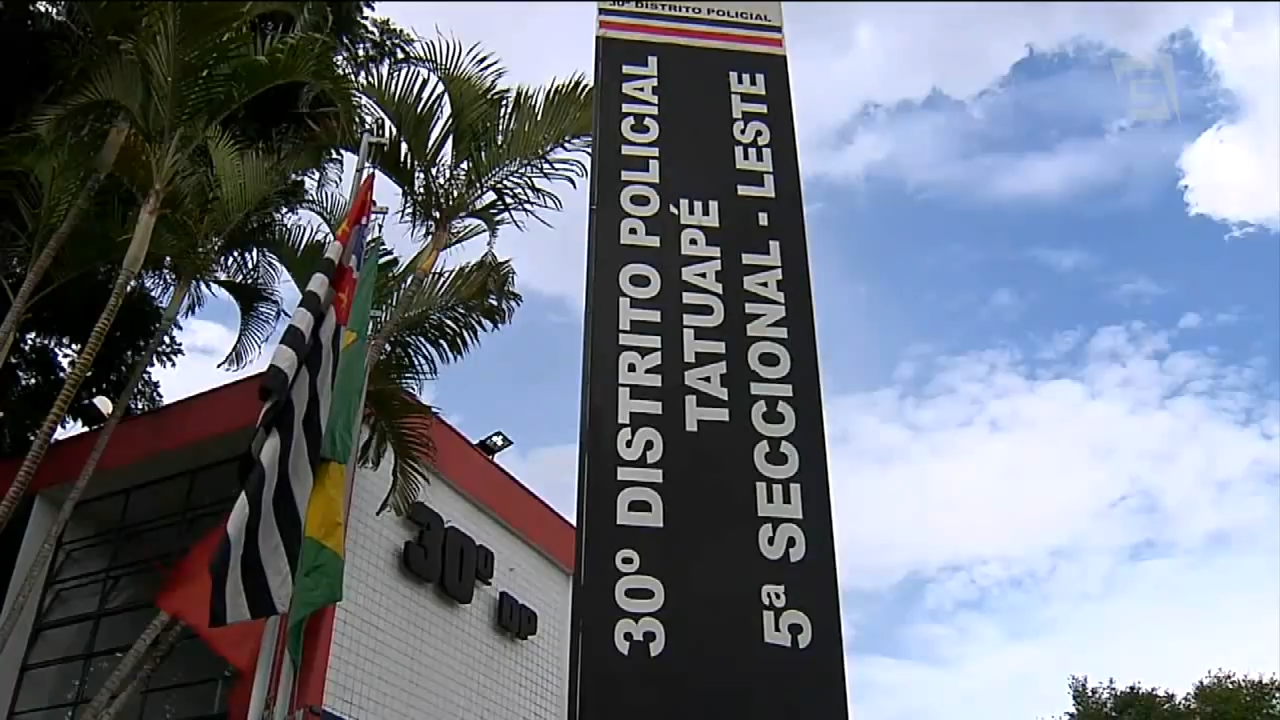 30º DISTRITO POLICIAL
30º DISTRITO POLICIAL
TATUAPÉ
5ª SECCIONAL - LESTE
30º
DP